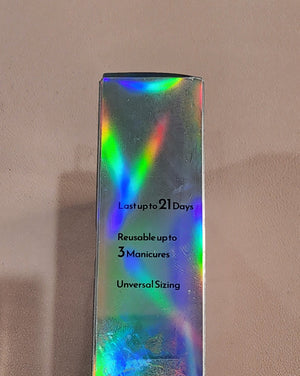 Last up to 21 Days
Reusable up to
3 Manicures
Unversal Sizing